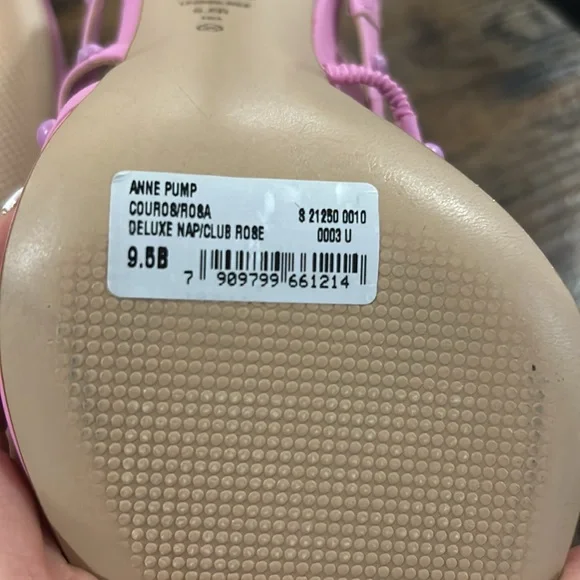 ANNE PUMP
COUROS/ROSA S 21250 0010
DELUXE NAP/CLUB ROSE 0003 U
9.5B
7 909799 661214